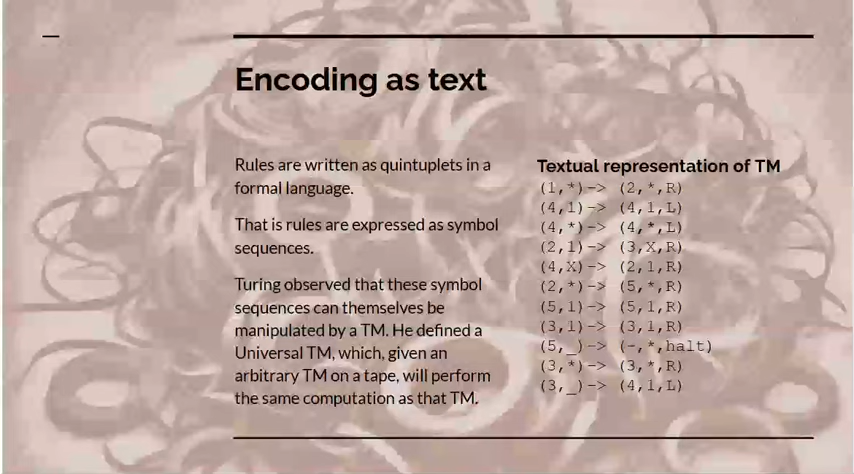 Encoding as text
Rules are written as quintuplets in a
formal language.
That is rules are expressed as symbol
sequences.
Turing observed that these symbol
sequences can themselves be
manipulated by a TM. He defined a
Universal TM, which, given an
arbitrary TM on a tape, will perform
the same computation as that TM.
Textual representation of TM
(1,*)-> (2,*,R)
(4,1)-> (4,1,L)
(4,*)-> (4,*,L)
(2,1)-> (3,X,R)
(4,X)-> (2,1,R)
(2,*)-> (5,*,R)
(5,1)-> (5,1,R)
(3,1)-> (3,1,R)
(5,_)-> (-,*,halt)
(3,*)-> (3,*,R)
(3,_)-> (4,1,L)